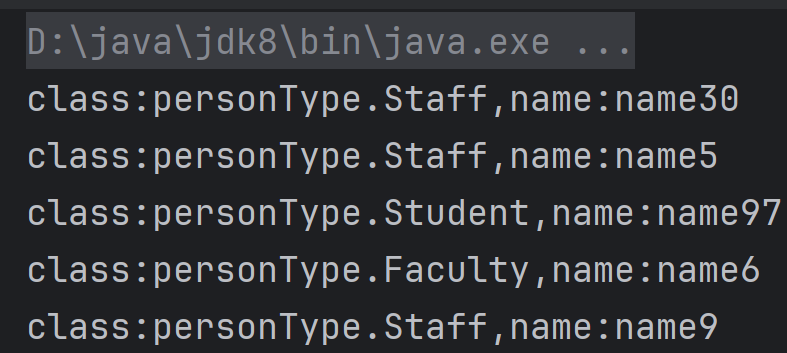 D:\java\jdk8\bin\java.exe ...
class:personType.Staff,name:name30
class:personType.Staff,name:name5
class:personType.Student,name:name97
class:personType.Faculty,name:name6
class:personType.Staff,name:name9